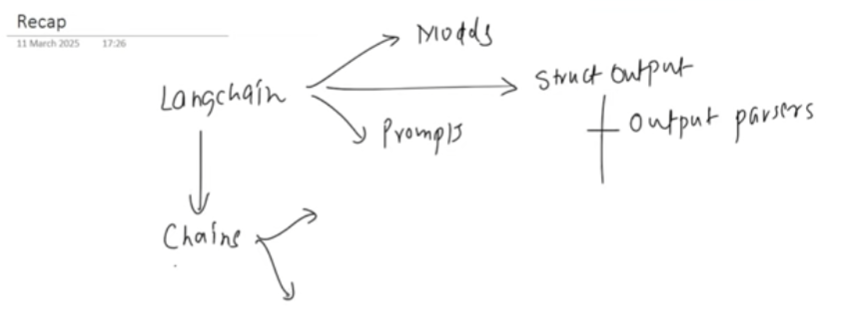 Recap
11 March 2025 17:26
Models
Langchain
Struct output
Output parsers
Prompts
Chains